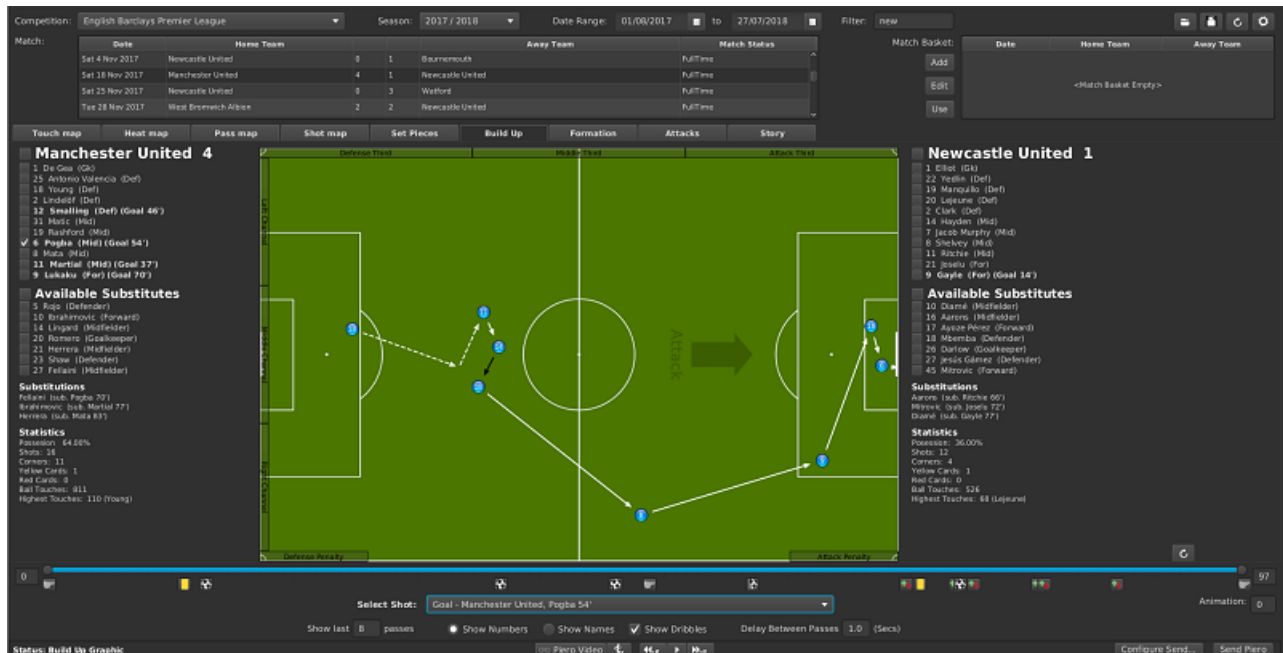 Competition: English Barclays Premier League Season: 2017 / 2018 Date Range: 01/08/2017 to 27/07/2018 Filter: new
Match: Date Home Team Away Team Match Status
Sat 4 Nov 2017 Newcastle United 0 1 Bournemouth FullTime
Sat 18 Nov 2017 Manchester United 4 1 Newcastle United FullTime
Sat 25 Nov 2017 Newcastle United 0 3 Watford FullTime
Tue 28 Nov 2017 West Bromwich Albion 2 2 Newcastle United FullTime
Match Basket: Date Home Team Away Team
Add
Edit
Use
<Match Basket Empty>
Touch map Heat map Pass map Shot map Set Pieces Build Up Formation Attacks Story
Manchester United 4
1 De Gea (Gk)
25 Antonio Valencia (Def)
18 Young (Def)
2 Lindelöf (Def)
12 Smalling (Def) (Goal 46')
31 Matic (Mid)
19 Rashford (Mid)
6 Pogba (Mid) (Goal 54')
8 Mata (Mid)
11 Martial (Mid) (Goal 37')
9 Lukaku (For) (Goal 70')
Available Substitutes
5 Rojo (Defender)
10 Ibrahimovic (Forward)
14 Lingard (Midfielder)
20 Romero (Goalkeeper)
21 Herrera (Midfielder)
23 Shaw (Defender)
27 Fellaini (Midfielder)
Substitutions
Fellaini (sub. Pogba 70')
Ibrahimovic (sub. Martial 77')
Herrera (sub. Mata 83')
Statistics
Possesion: 64.00%
Shots: 16
Corners: 11
Yellow Cards: 1
Red Cards: 0
Ball Touches: 811
Highest Touches: 110 (Young)
Defense Third Middle Third Attack Third
Attack
Defense Penalty Attack Penalty
Newcastle United 1
1 Elliot (Gk)
22 Yedlin (Def)
19 Manquillo (Def)
20 Lejeune (Def)
2 Clark (Def)
14 Hayden (Mid)
7 Jacob Murphy (Mid)
8 Shelvey (Mid)
11 Ritchie (Mid)
21 Joselu (For)
9 Gayle (For) (Goal 14')
Available Substitutes
10 Diamé (Midfielder)
16 Aarons (Midfielder)
17 Ayoze Pérez (Forward)
18 Mbemba (Defender)
26 Darlow (Goalkeeper)
27 Jesús Gámez (Defender)
45 Mitrovic (Forward)
Substitutions
Aarons (sub. Ritchie 66')
Mitrovic (sub. Joselu 72')
Diamé (sub. Gayle 77')
Statistics
Possesion: 36.00%
Shots: 12
Corners: 4
Yellow Cards: 1
Red Cards: 0
Ball Touches: 526
Highest Touches: 68 (Lejeune)
0 97
Select Shot: Goal - Manchester United, Pogba 54' Animation: 0
Show last 8 passes Show Numbers Show Names Show Dribbles Delay Between Passes 1.0 (Secs)
Status: Build Up Graphic Piero Video Configure Send... Send Piero